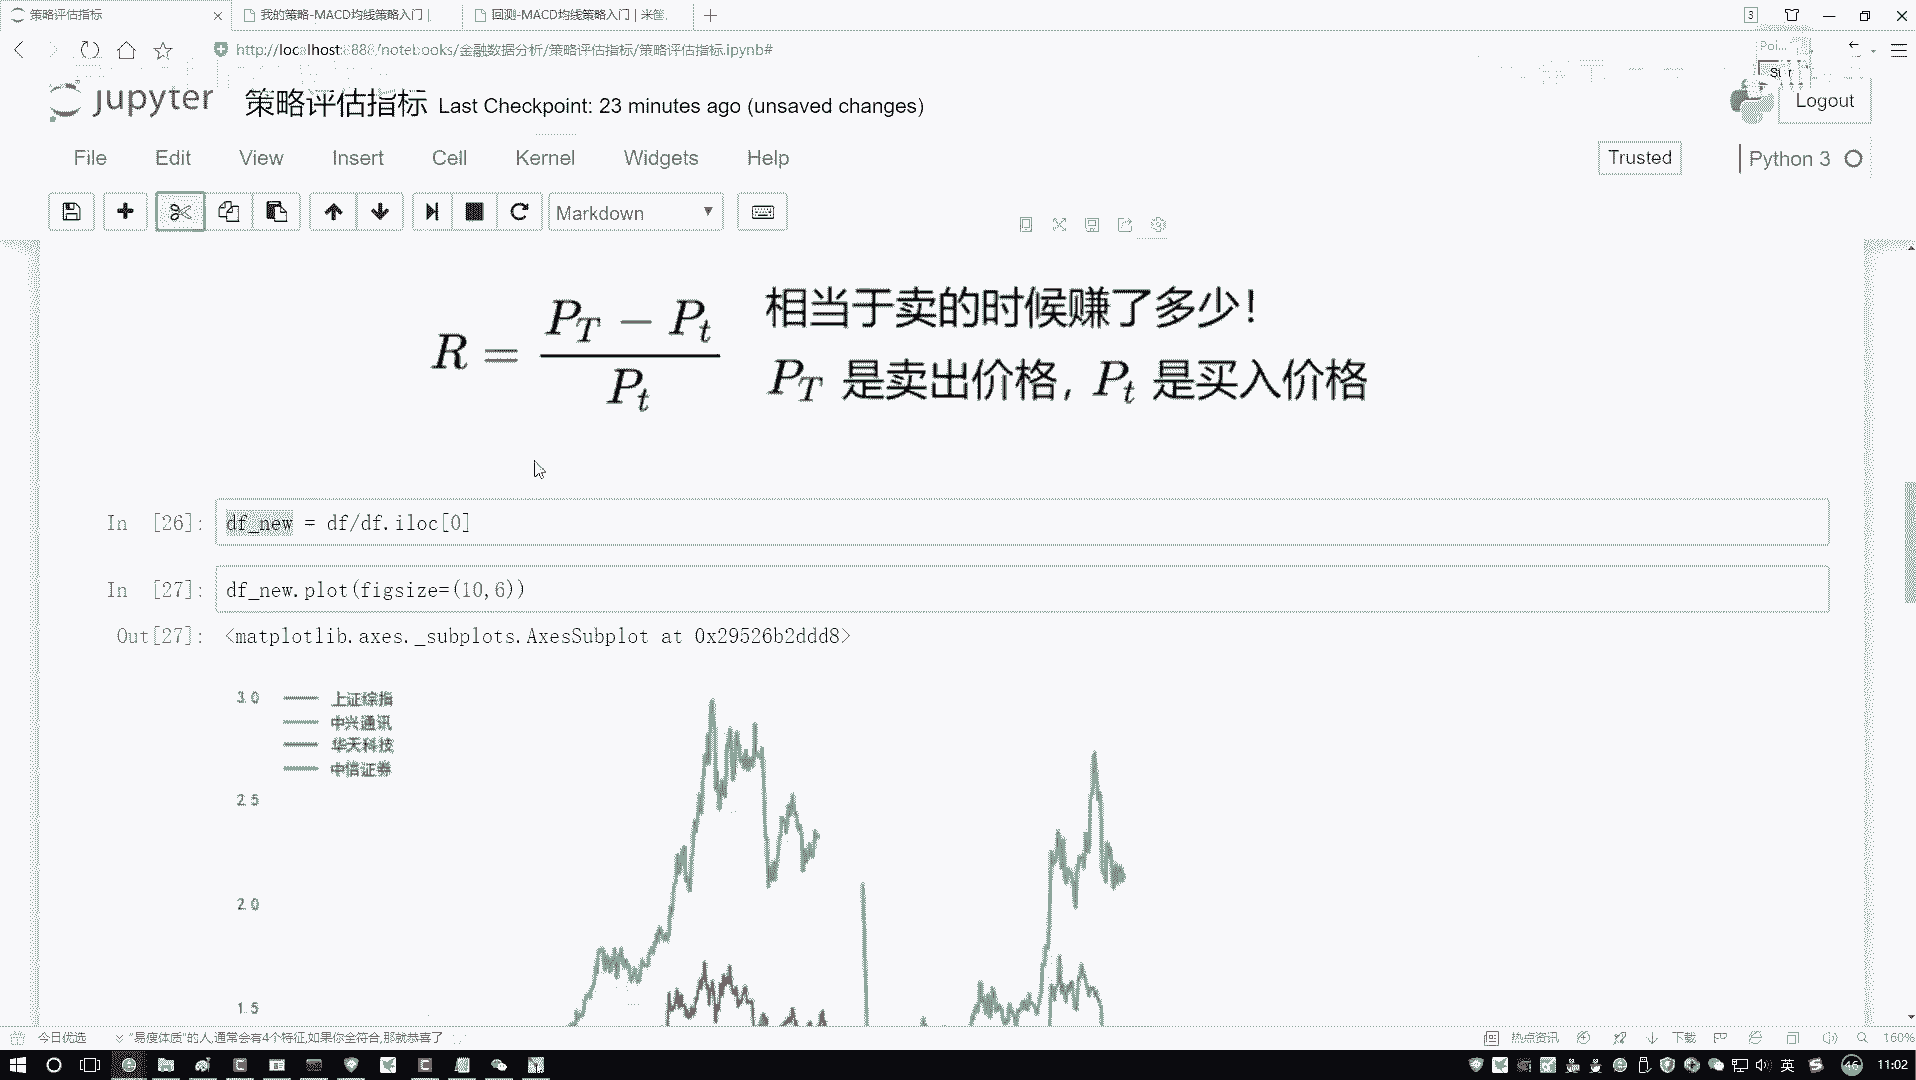 策略评估指标
我的策略-MACD均线策略入门 |
回测-MACD均线策略入门 | 米筐.
3
http://localhost:8888/notebooks/金融数据分析/策略评估指标/策略评估指标.ipynb#
Poi...
jupyter 策略评估指标 Last Checkpoint: 23 minutes ago (unsaved changes)
Logout
File Edit View Insert Cell Kernel Widgets Help
Trusted
Python 3
Markdown
R = (P_T − P_t) / P_t
相当于卖的时候赚了多少!
P_T 是卖出价格, P_t 是买入价格
In [26]: df_new = df/df.iloc[0]
In [27]: df_new.plot(figsize=(10,6))
Out[27]: <matplotlib.axes._subplots.AxesSubplot at 0x29526b2ddd8>
3.0
上证综指
中兴通讯
华天科技
中信证券
2.5
2.0
1.5
今日优选
"易瘦体质"的人,通常会有4个特征,如果你全符合,那就恭喜了
热点资讯
下载
160%
英
46
11:02